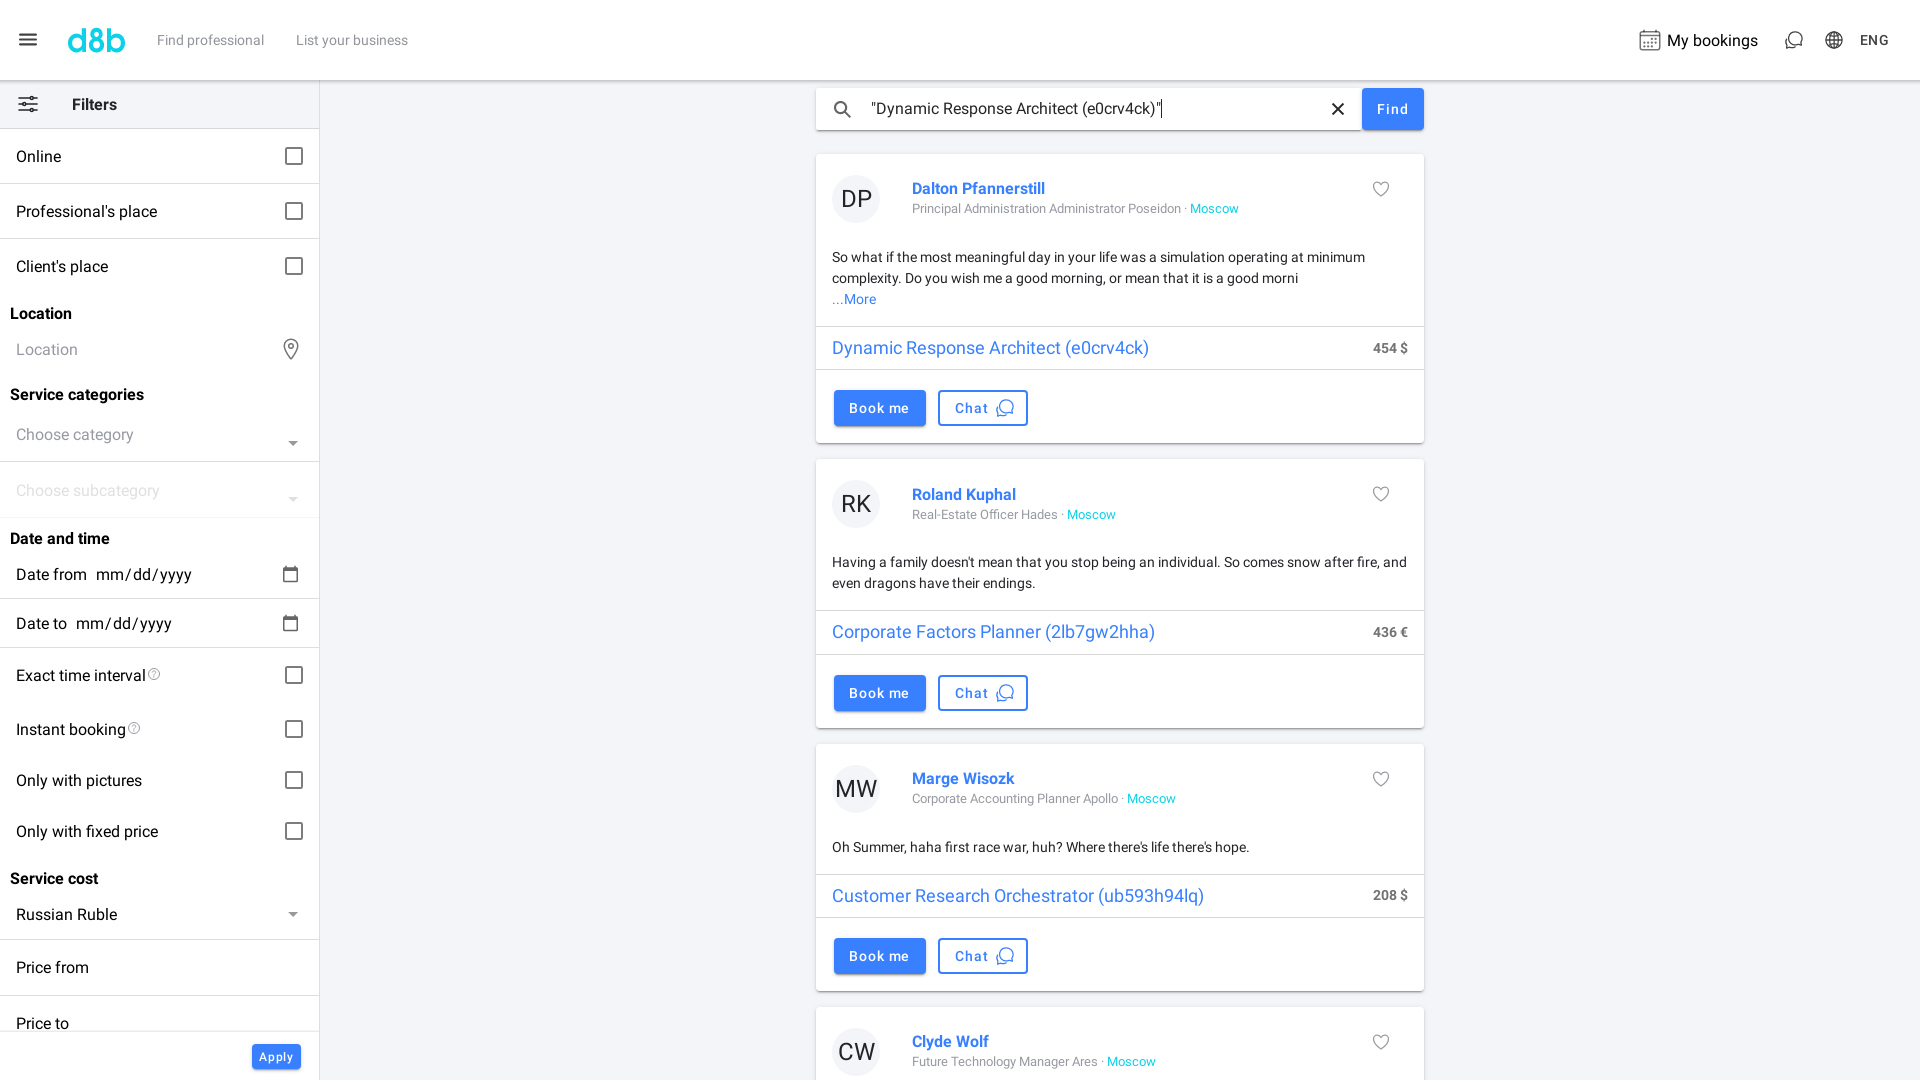 d8b
Find professional
List your business
My bookings
ENG
Filters
Online
Professional's place
Client's place
Location
Location
Service categories
Choose category
Choose subcategory
Date and time
Date from mm/dd/yyyy
Date to mm/dd/yyyy
Exact time interval
Instant booking
Only with pictures
Only with fixed price
Service cost
Russian Ruble
Price from
Price to
Apply
"Dynamic Response Architect (e0crv4ck)"
Find
DP
Dalton Pfannerstill
Principal Administration Administrator Poseidon · Moscow
So what if the most meaningful day in your life was a simulation operating at minimum
complexity. Do you wish me a good morning, or mean that it is a good morni
...More
Dynamic Response Architect (e0crv4ck) 454 $
Book me
Chat
RK
Roland Kuphal
Real-Estate Officer Hades · Moscow
Having a family doesn't mean that you stop being an individual. So comes snow after fire, and
even dragons have their endings.
Corporate Factors Planner (2lb7gw2hha) 436 €
Book me
Chat
MW
Marge Wisozk
Corporate Accounting Planner Apollo · Moscow
Oh Summer, haha first race war, huh? Where there's life there's hope.
Customer Research Orchestrator (ub593h94lq) 208 $
Book me
Chat
CW
Clyde Wolf
Future Technology Manager Ares · Moscow